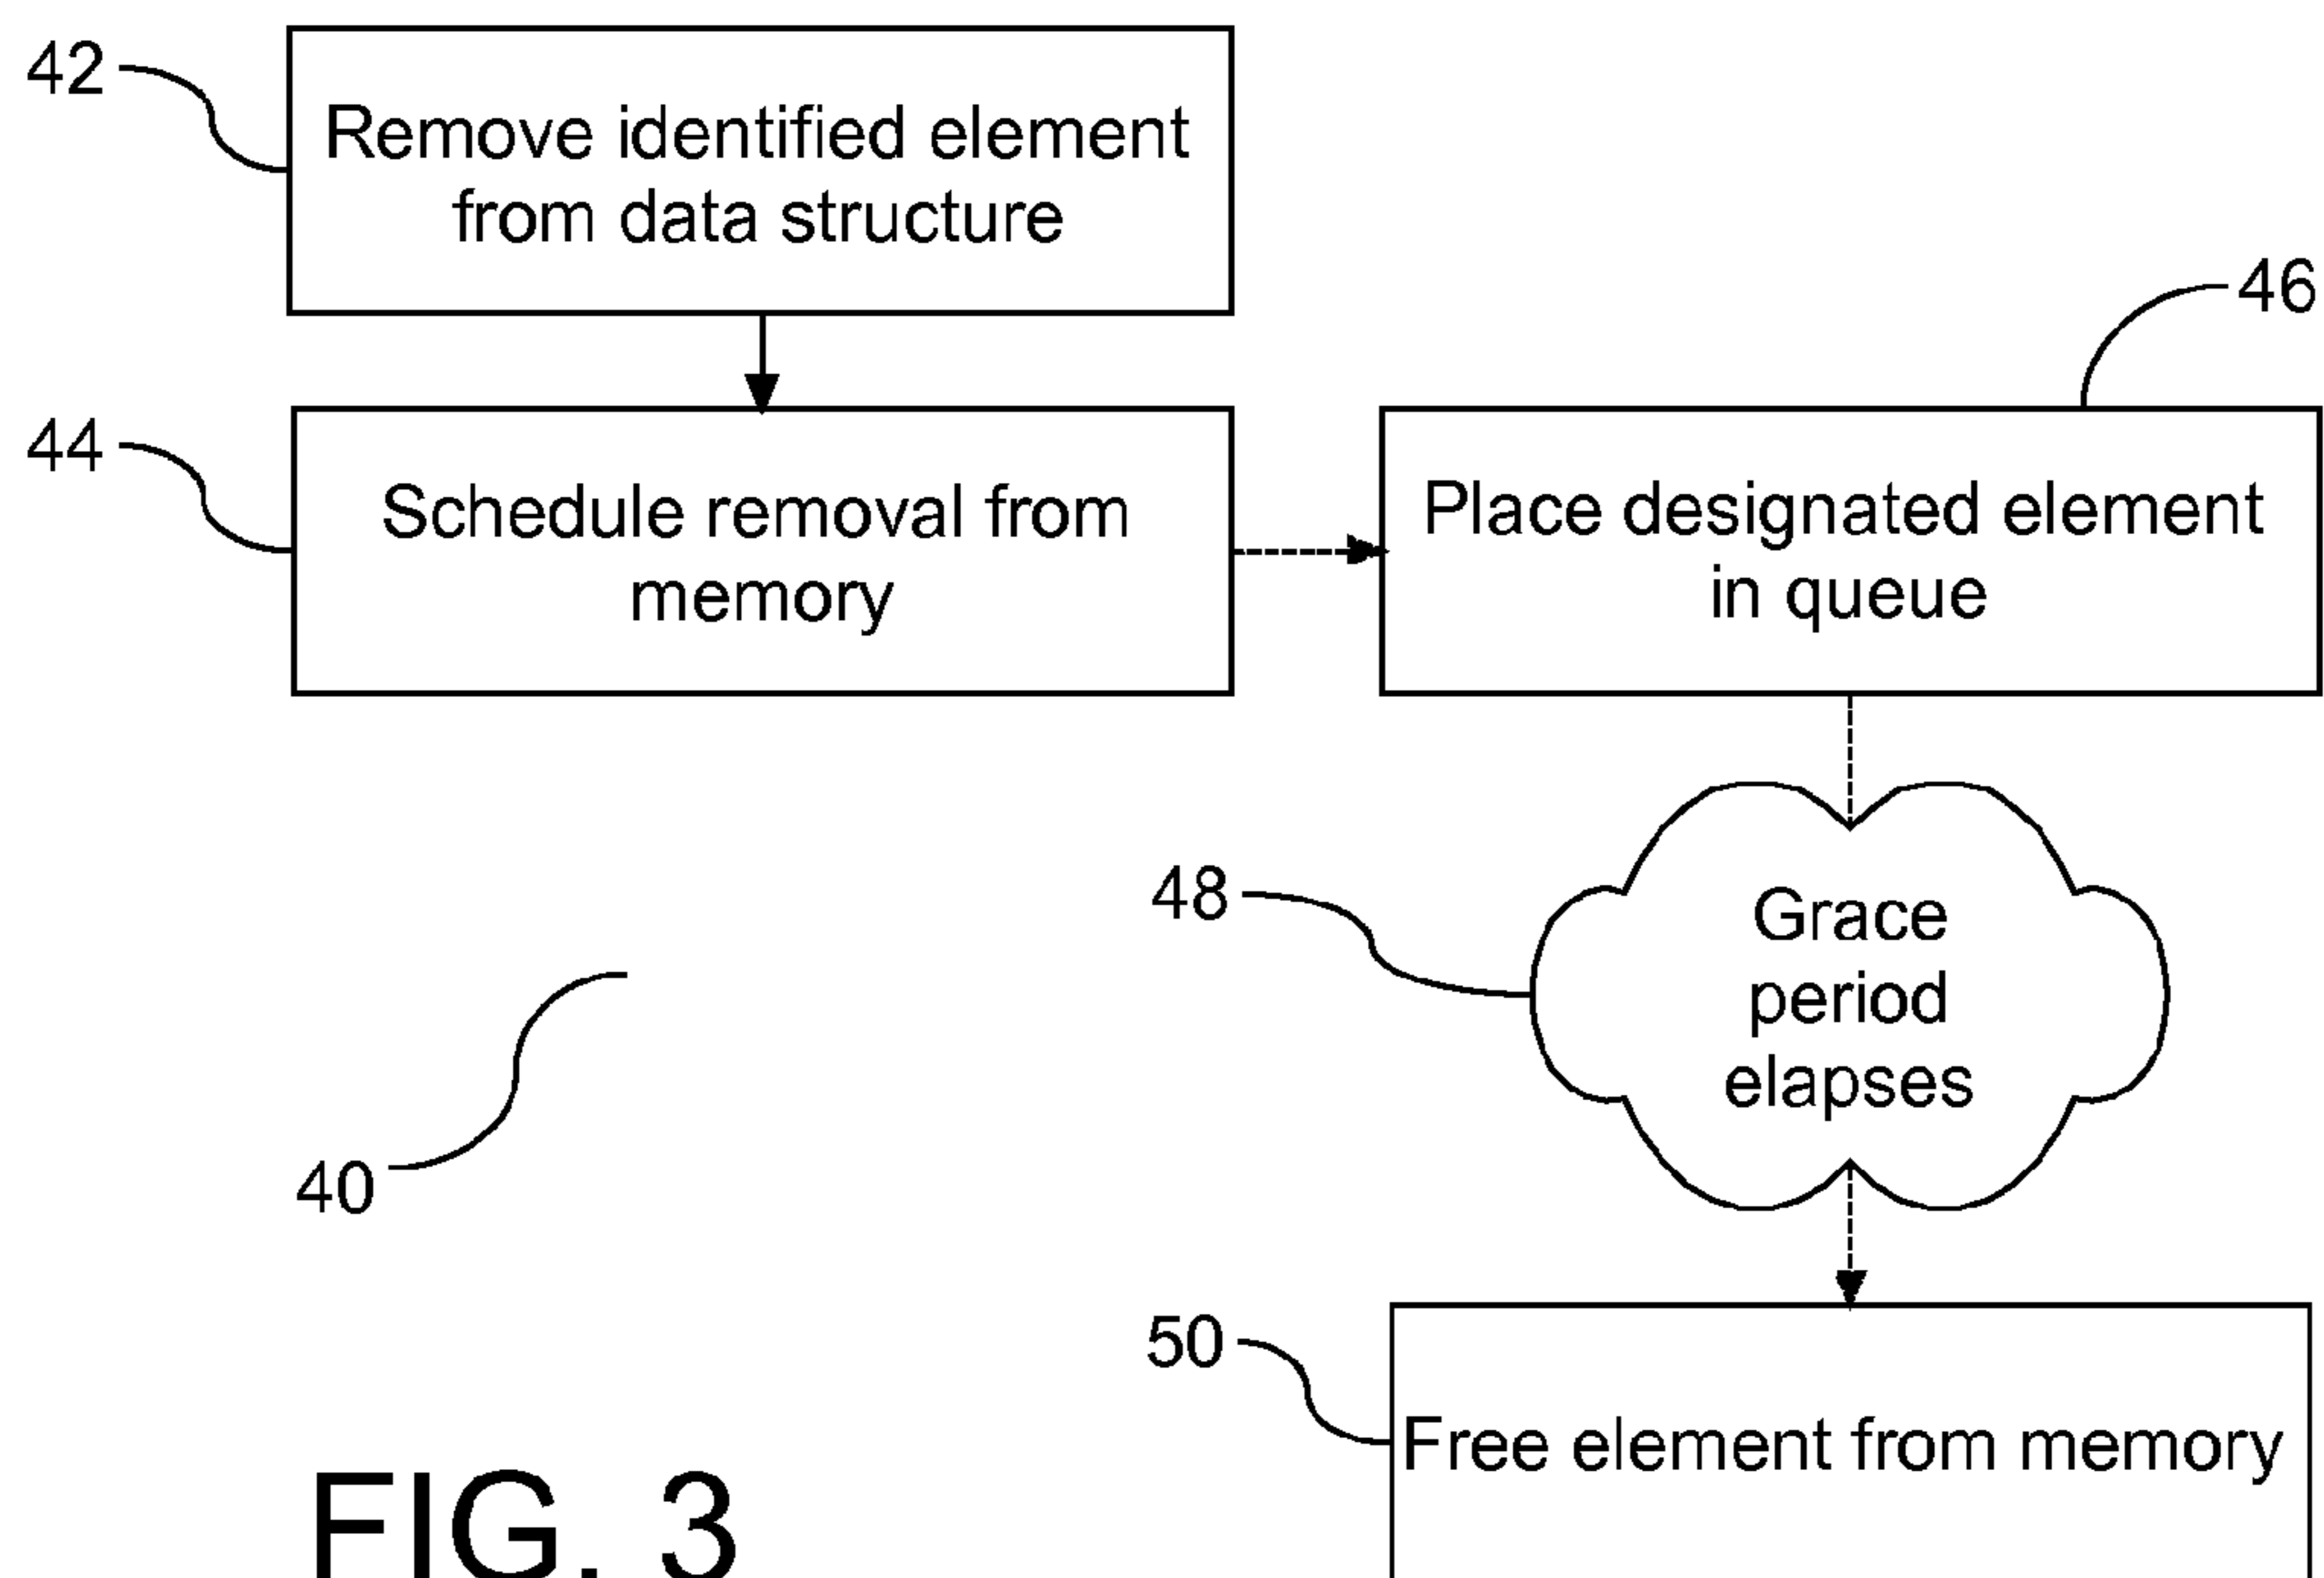 42
Remove identified element
from data structure
46
44
Schedule removal from
memory
Place designated element
in queue
48
Grace
period
elapses
40
50
Free element from memory
FIG. 3